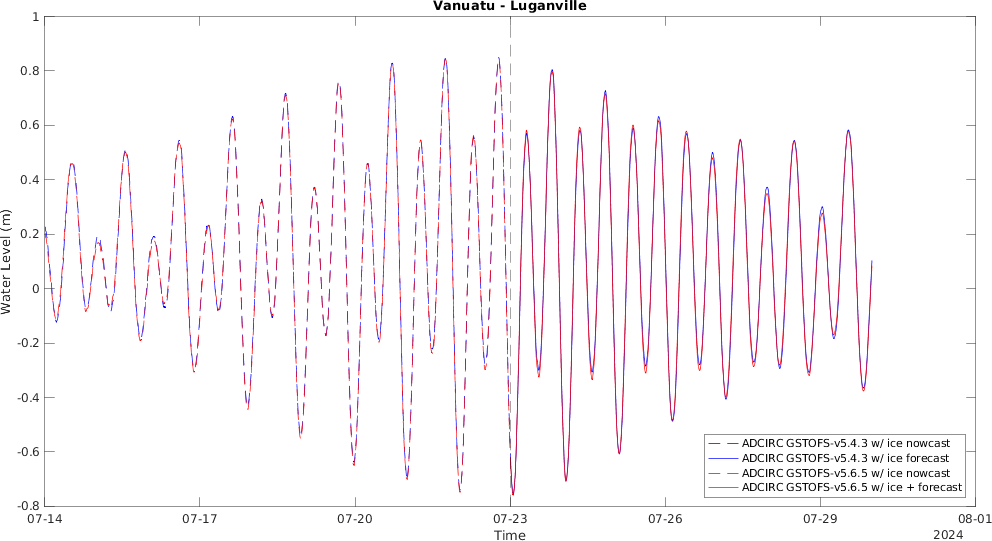 Vanuatu - Luganville
1
0.8
0.6
0.4
0.2
0
-0.2
-0.4
-0.6
-0.8
Water Level (m)
07-14
07-17
07-20
07-23
07-26
07-29
08-01
Time
2024
ADCIRC GSTOFS-v5.4.3 w/ ice nowcast
ADCIRC GSTOFS-v5.4.3 w/ ice forecast
ADCIRC GSTOFS-v5.6.5 w/ ice nowcast
ADCIRC GSTOFS-v5.6.5 w/ ice + forecast